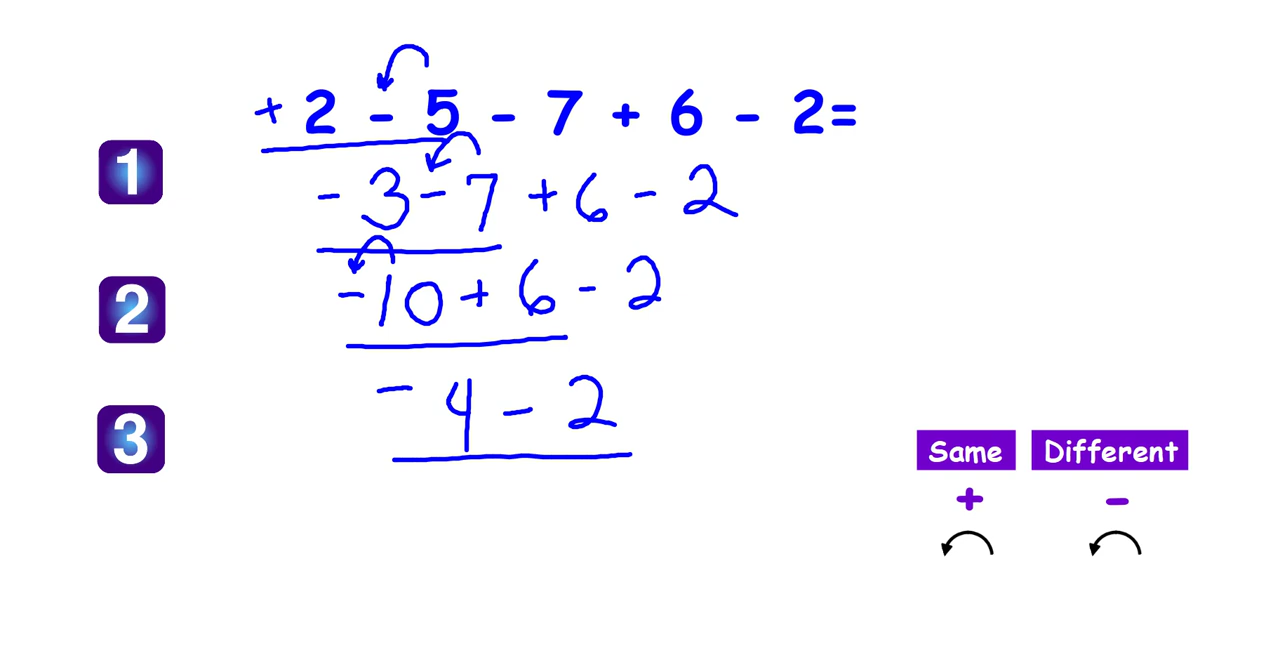 + 2 - 5 - 7 + 6 - 2=
1
- 3 - 7 + 6 - 2
2
- 10 + 6 - 2
3
- 4 - 2
Same Different
+ -